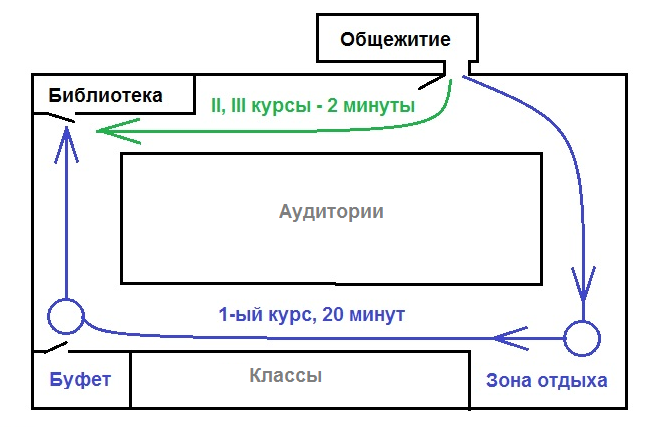 Общежитие
Библиотека
II, III курсы - 2 минуты
Аудитории
1-ый курс, 20 минут
Буфет
Классы
Зона отдыха